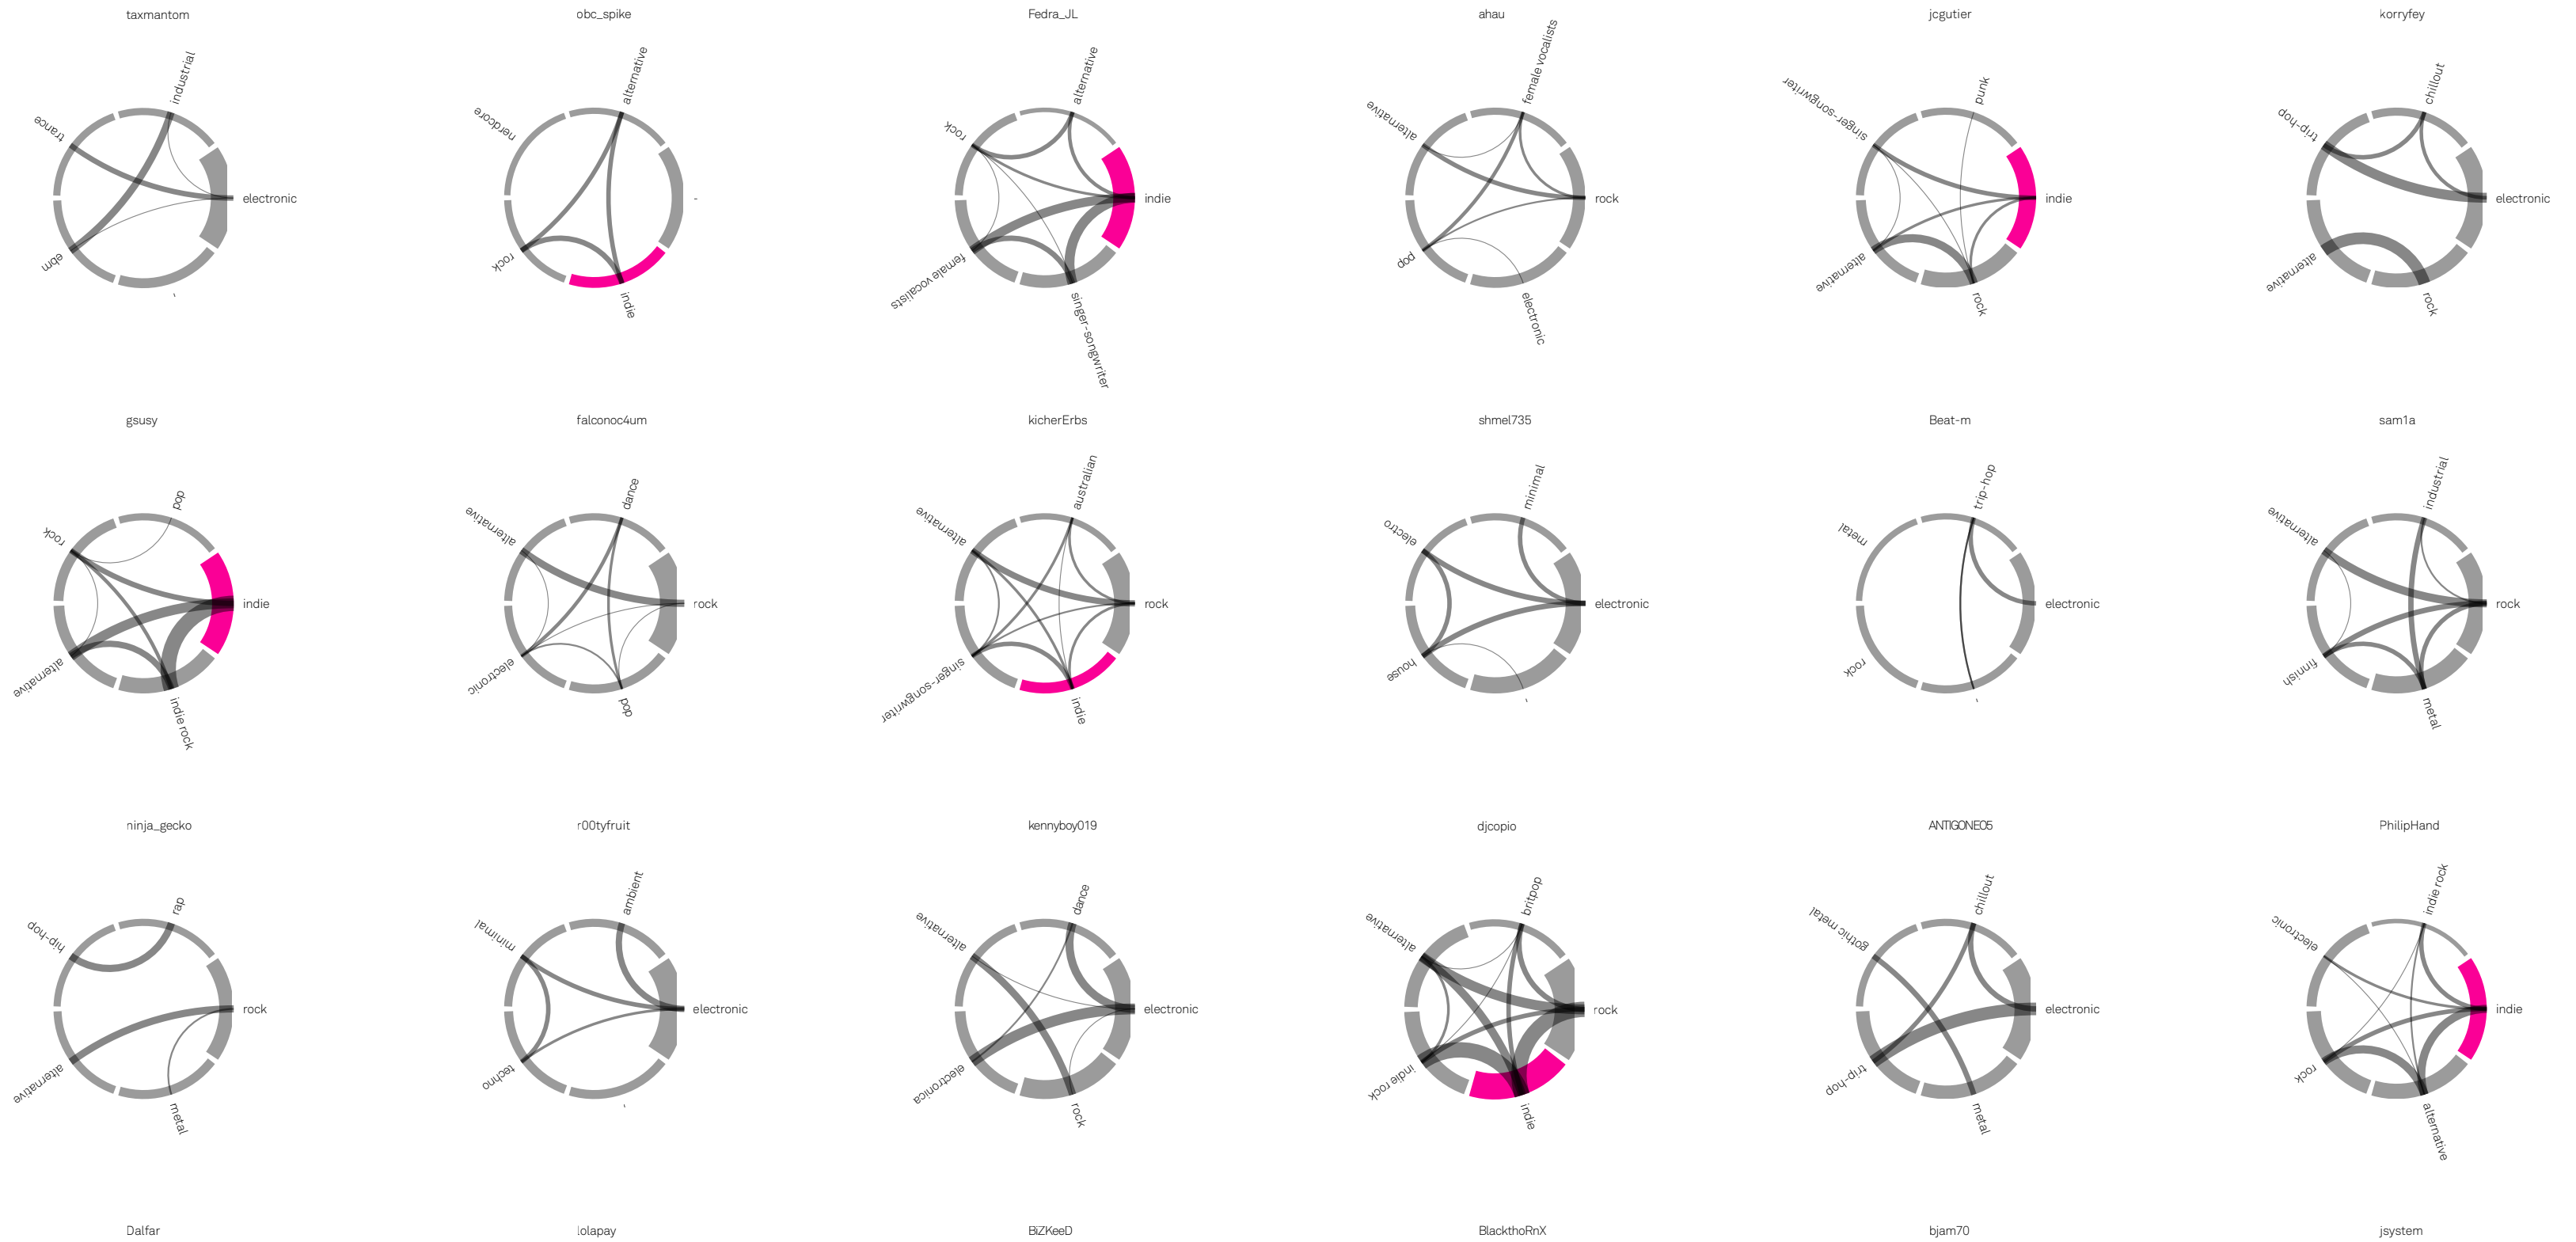 taxmantom
industrial
trance
electronic
ebm
-
obc_spike
alternative
nerdcore
-
rock
indie
Fedra_JL
alternative
rock
indie
female vocalists
singer-songwriter
ahau
female vocalists
alternative
rock
pop
electronic
jcgutier
punk
singer-songwriter
indie
alternative
rock
korryfey
chillout
trip-hop
electronic
alternative
rock
gsusy
pop
rock
indie
alternative
indie rock
falconoc4um
dance
alternative
rock
electronic
pop
kicherErbs
australian
alternative
rock
singer-songwriter
indie
shmel735
minimal
electro
electronic
house
-
Beat-m
trip-hop
metal
electronic
rock
-
sam1a
industrial
alternative
rock
finnish
metal
ninja_gecko
rap
hip-hop
rock
alternative
metal
r00tyfruit
ambient
minimal
electronic
techno
-
kennyboy019
dance
alternative
electronic
electronica
rock
djcopio
britpop
alternative
rock
indie rock
indie
ANTIGONE05
chillout
gothic metal
electronic
trip-hop
metal
PhilipHand
indie rock
electronic
indie
rock
alternative
Dalfar
lolapay
BiZKeeD
BlackthoRnX
bjam70
jsystem